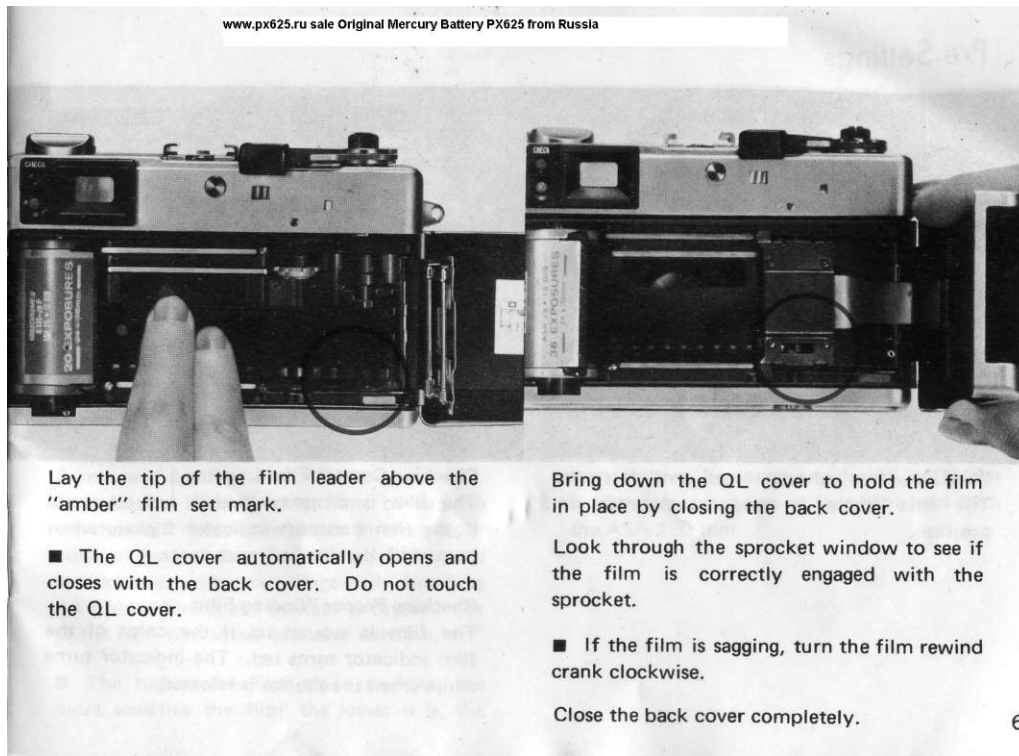 www.px625.ru sale Original Mercury Battery PX625 from Russia
CHECK
20 EXPOSURES
CHECK
36 EXPOSURES
Lay the tip of the film leader above the
"amber" film set mark.
■ The QL cover automatically opens and
closes with the back cover. Do not touch
the QL cover.
Bring down the QL cover to hold the film
in place by closing the back cover.
Look through the sprocket window to see if
the film is correctly engaged with the
sprocket.
■ If the film is sagging, turn the film rewind
crank clockwise.
Close the back cover completely.
6